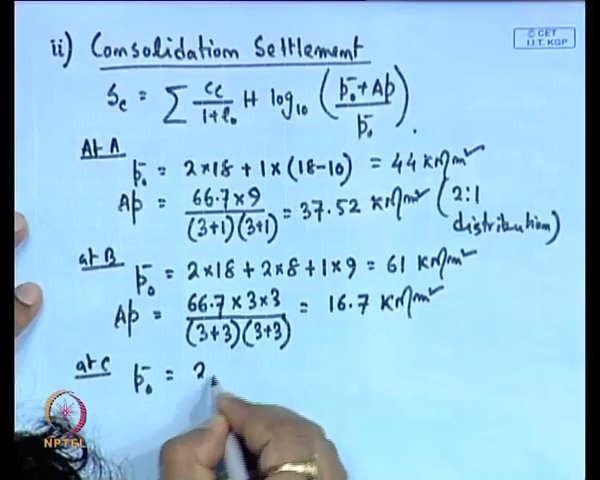 ii) Consolidation Settlement
© CET
I.I.T. KGP
Sc = ∑ Cc/(1+e₀) H log₁₀ ((p̄₀+Δp)/p̄₀).
At A
p̄₀ = 2×18 + 1×(18-10) = 44 kN/m²
Δp = (66.7×9)/((3+1)(3+1)) = 37.52 kN/m² (2:1 distribution)
at B
p̄₀ = 2×18 + 2×8 + 1×9 = 61 kN/m²
Δp = (66.7×3×3)/((3+3)(3+3)) = 16.7 kN/m²
at C p̄₀ = 2
NPTEL